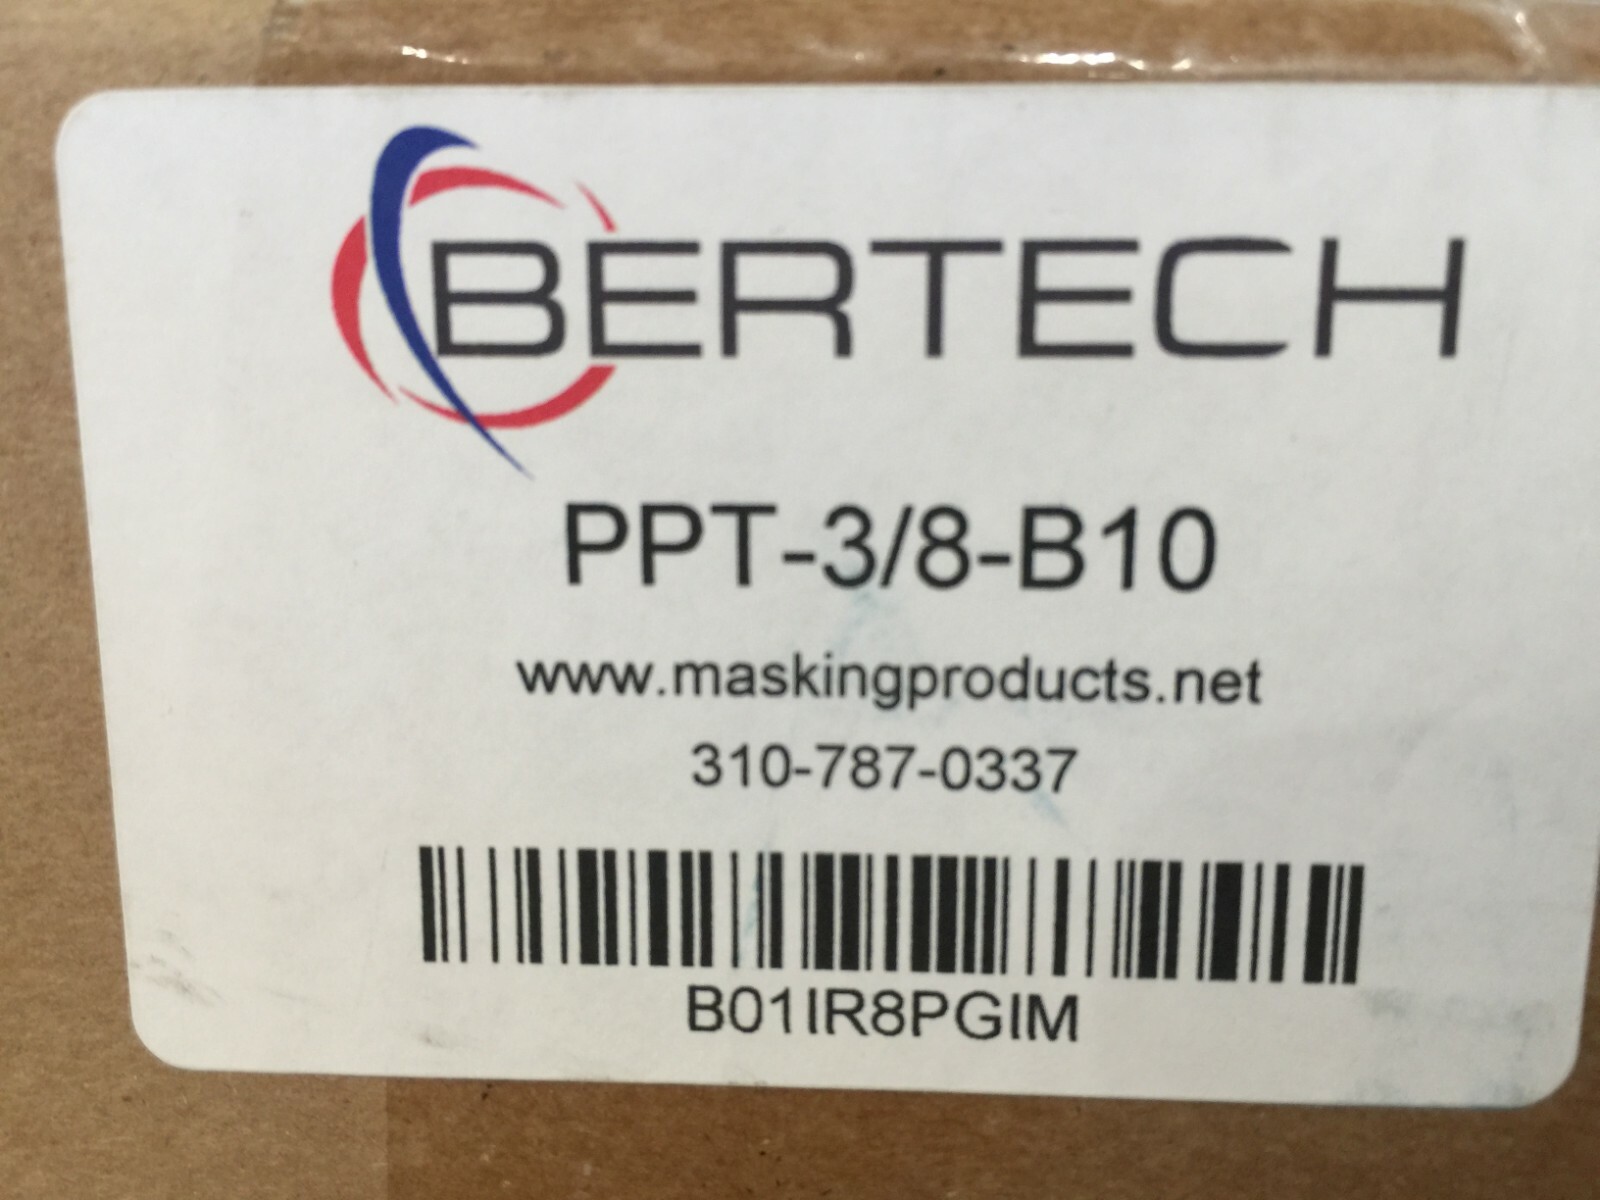 BERTECH
PPT-3/8-B10
www.maskingproducts.net
310-787-0337
B01IR8PGIM